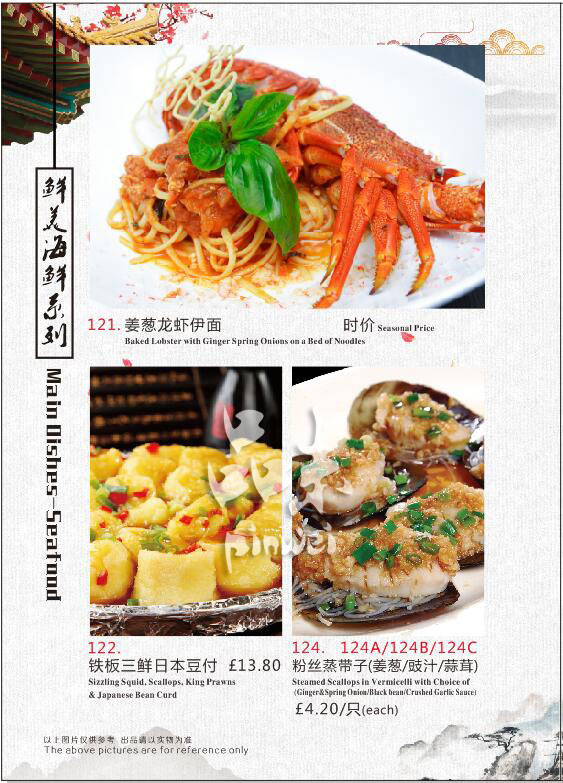 鲜美海鲜系列
Main Dishes-Seafood
121. 姜葱龙虾伊面 时价 Seasonal Price
Baked Lobster with Ginger Spring Onions on a Bed of Noodles
品味
pinwei
122.
铁板三鲜日本豆付 £13.80
Sizzling Squid, Scallops, King Prawns
& Japanese Bean Curd
124. 124A/124B/124C
粉丝蒸带子(姜葱/豉汁/蒜茸)
Steamed Scallops in Vermicelli with Choice of
(Ginger&Spring Onion/Black bean/Crushed Garlic Sauce)
£4.20/只(each)
以上图片仅供参考 出品请以实物为准
The above pictures are for reference only